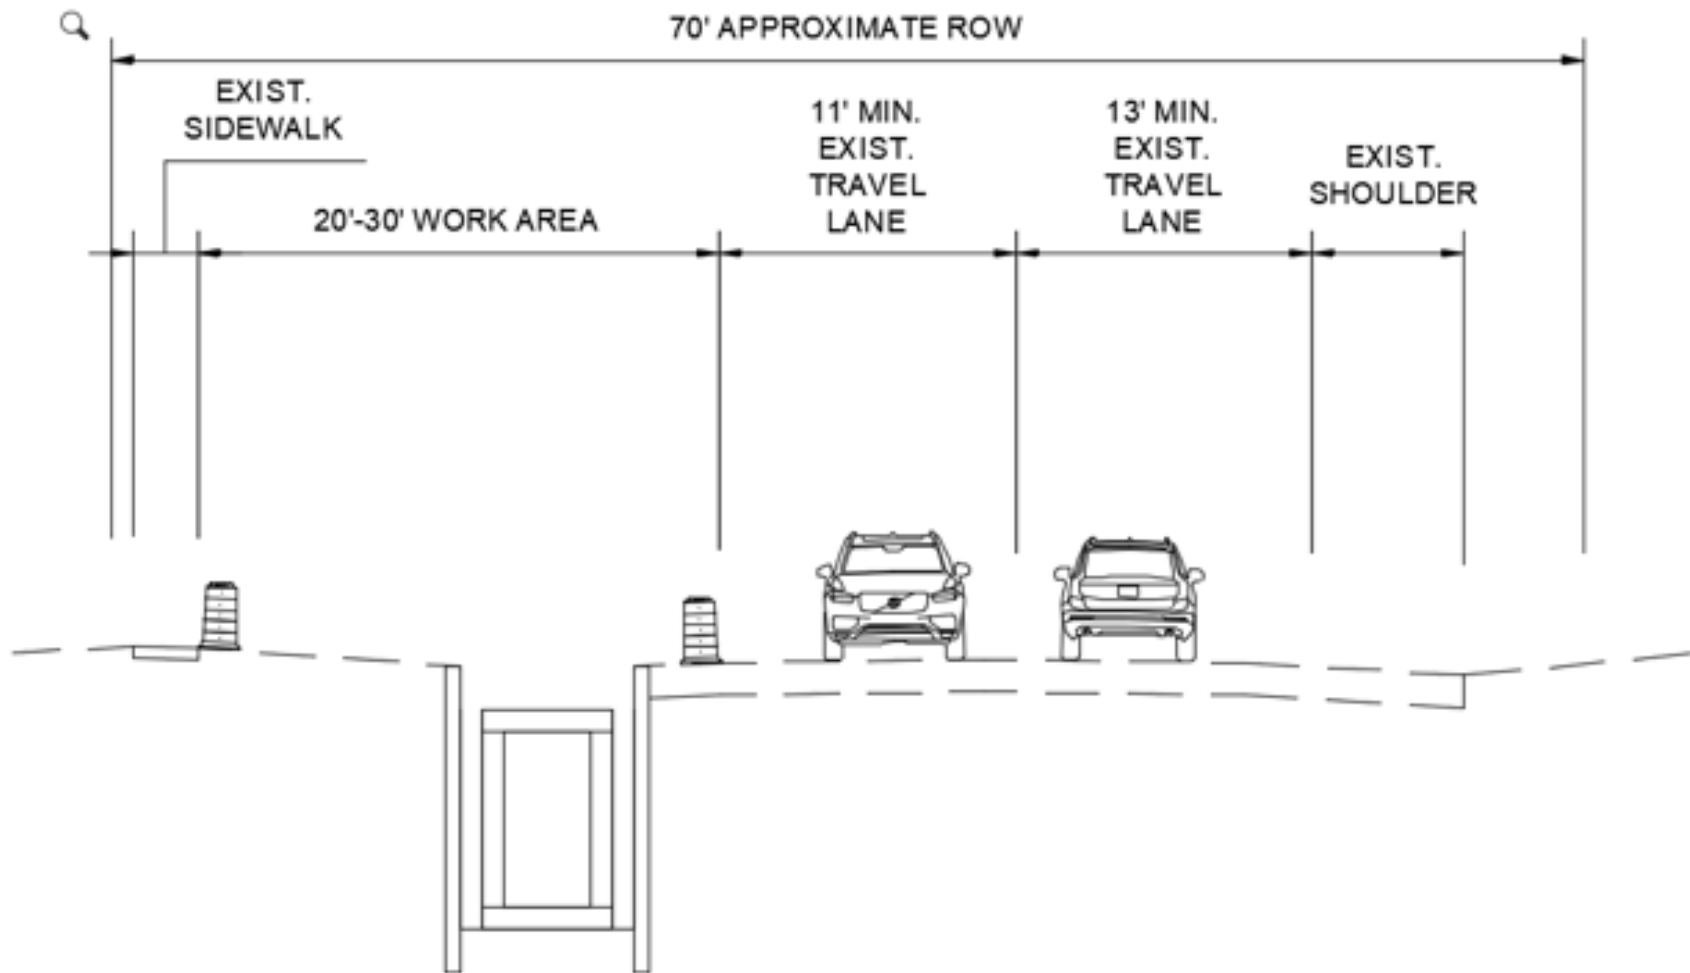 70' APPROXIMATE ROW
EXIST.
SIDEWALK
20'-30' WORK AREA
11' MIN.
EXIST.
TRAVEL
LANE
13' MIN.
EXIST.
TRAVEL
LANE
EXIST.
SHOULDER